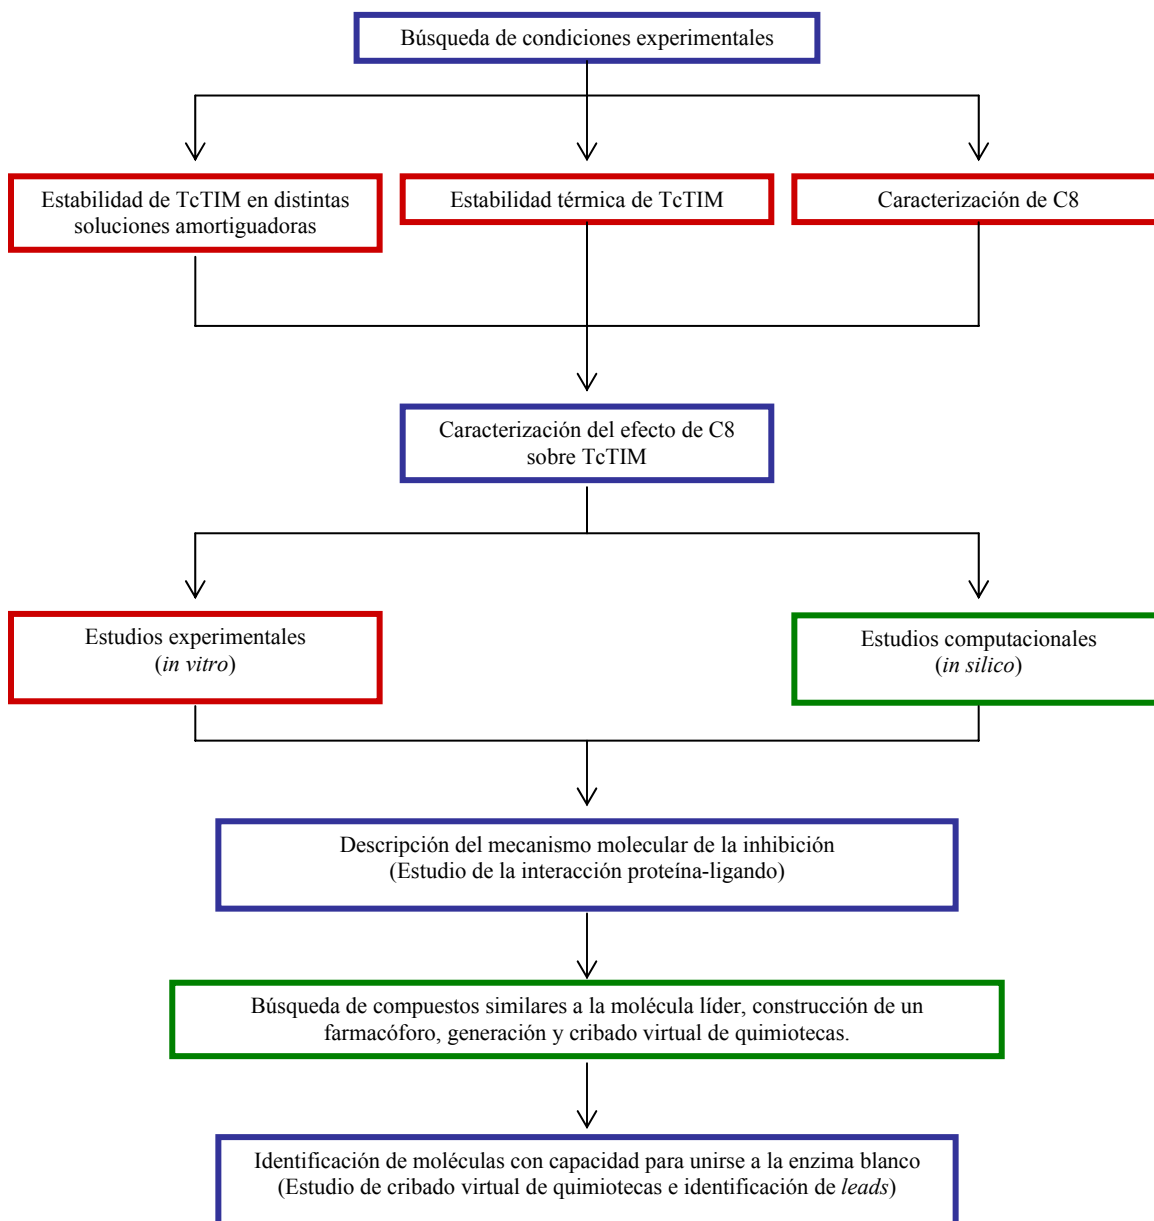 Búsqueda de condiciones experimentales
Estabilidad de TcTIM en distintas
soluciones amortiguadoras
Estabilidad térmica de TcTIM
Caracterización de C8
Caracterización del efecto de C8
sobre TcTIM
Estudios experimentales
(in vitro)
Estudios computacionales
(in silico)
Descripción del mecanismo molecular de la inhibición
(Estudio de la interacción proteína-ligando)
Búsqueda de compuestos similares a la molécula líder, construcción de un
farmacóforo, generación y cribado virtual de quimiotecas.
Identificación de moléculas con capacidad para unirse a la enzima blanco
(Estudio de cribado virtual de quimiotecas e identificación de leads)